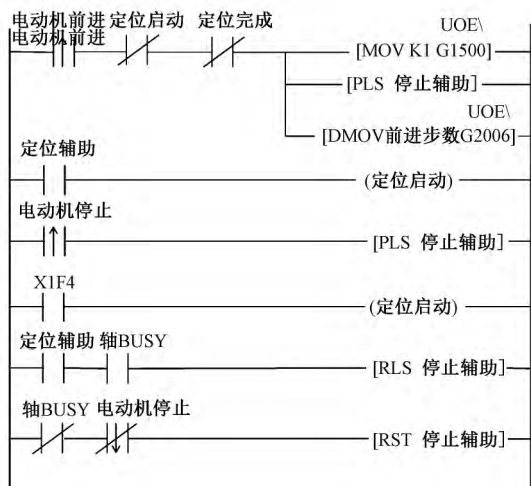 电动机前进 定位启动 定位完成
电动机前进
UOE\
[MOV K1 G1500]
[PLS 停止辅助]
UOE\
[DMOV前进步数G2006]
定位辅助
(定位启动)
电动机停止
[PLS 停止辅助]
X1F4
(定位启动)
定位辅助 轴BUSY
[RLS 停止辅助]
轴BUSY 电动机停止
[RST 停止辅助]